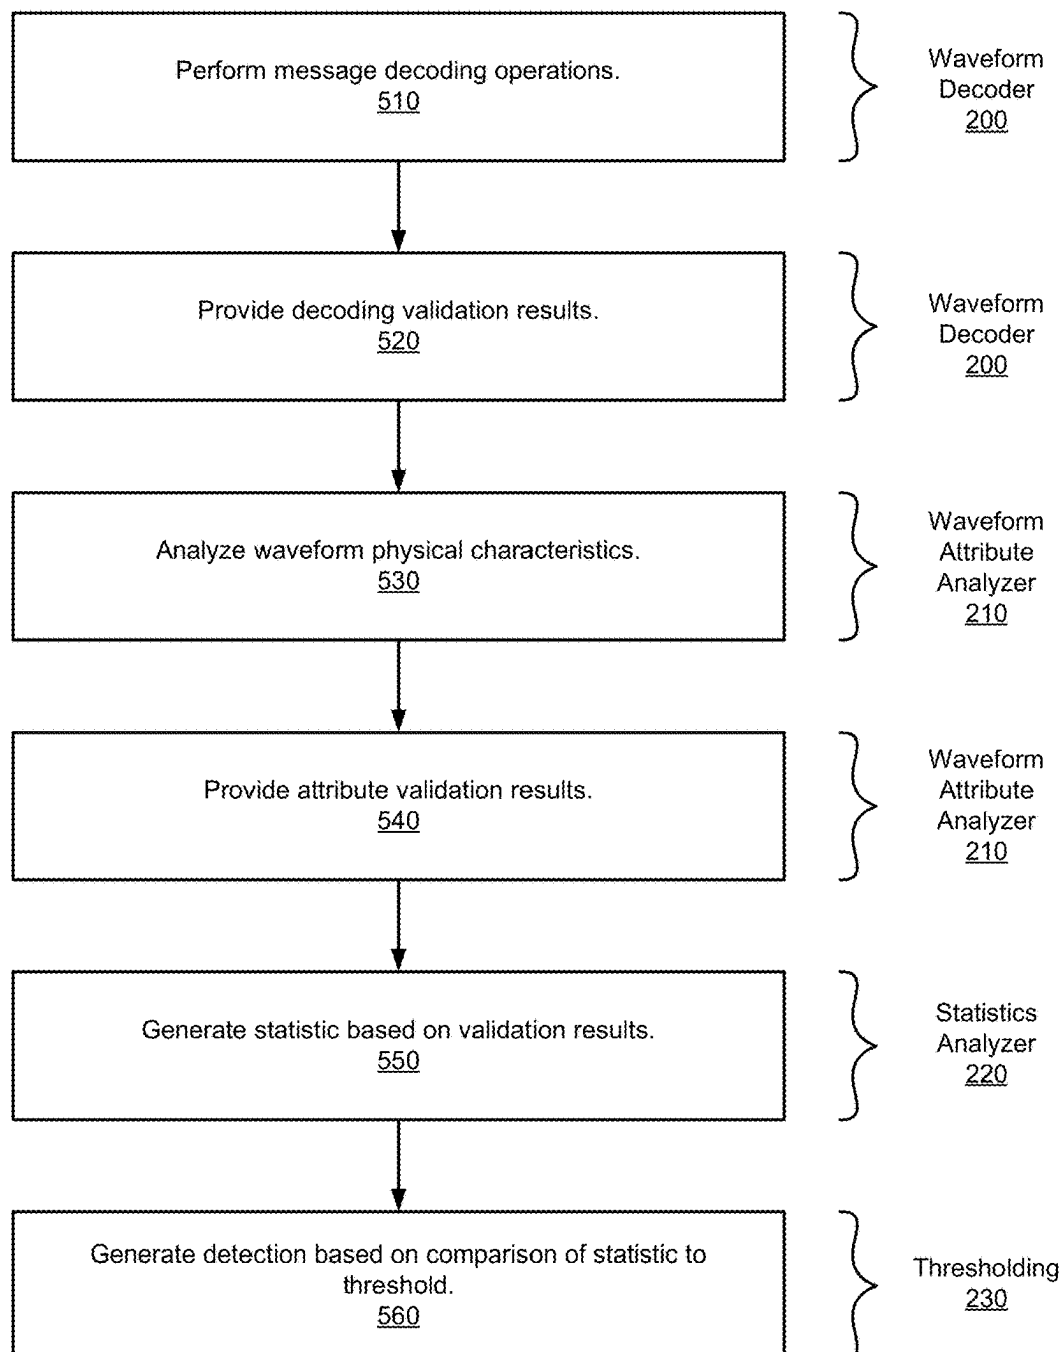 Perform message decoding operations.
510
Waveform
Decoder
200
Provide decoding validation results.
520
Waveform
Decoder
200
Analyze waveform physical characteristics.
530
Waveform
Attribute
Analyzer
210
Provide attribute validation results.
540
Waveform
Attribute
Analyzer
210
Generate statistic based on validation results.
550
Statistics
Analyzer
220
Generate detection based on comparison of statistic to
threshold.
560
Thresholding
230